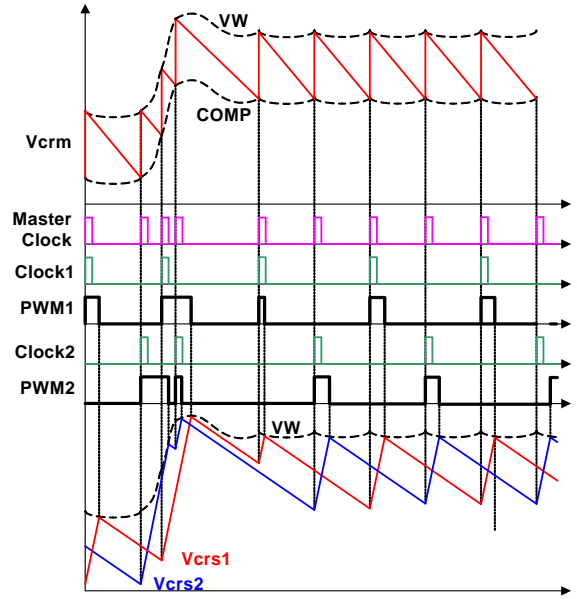 VW
COMP
Vcrm
Master
Clock
Clock1
PWM1
Clock2
PWM2
VW
Vcrs1
Vcrs2